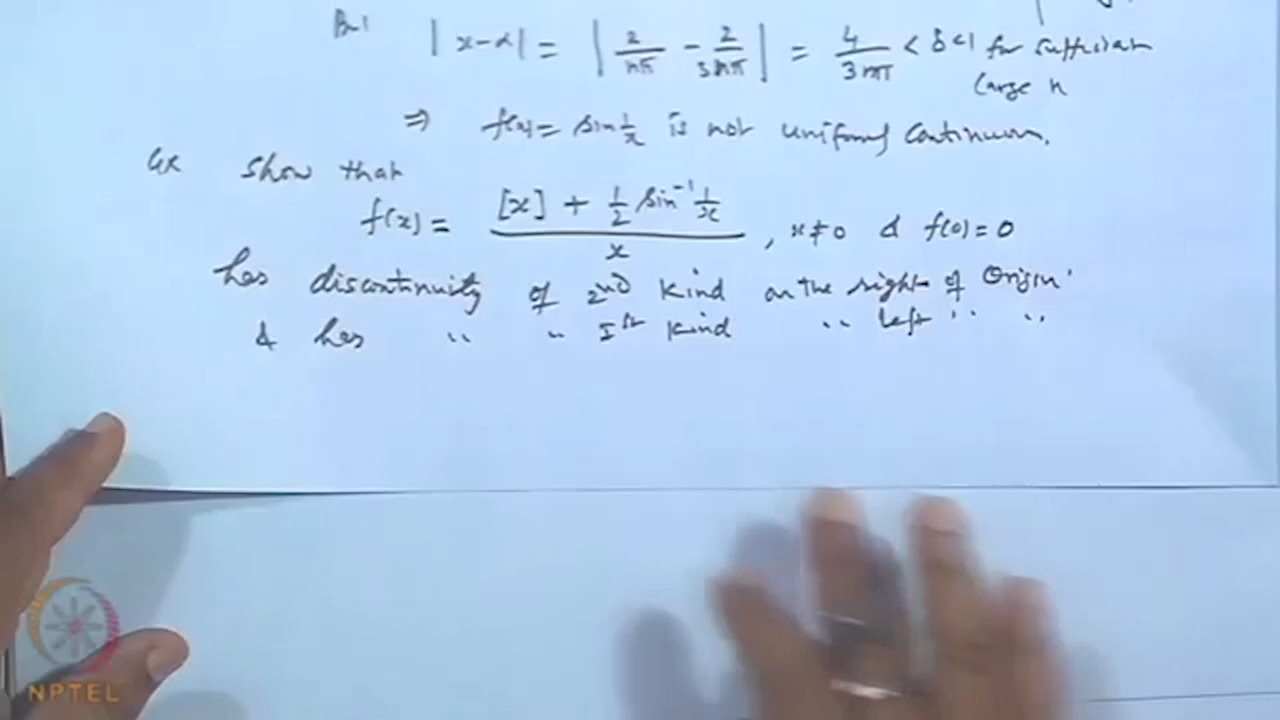 But |x-α| = | 2/nπ - 2/3nπ | = 4/3nπ < δ<1 for sufficien
large n
⇒ f(x)= sin 1/x is not uniformly continuous.
Ex Show that
f(x) = ([x] + 1/2 sin⁻¹ 1/x)/x , x≠0 & f(0)=0
has discontinuity of 2nd kind on the right of Origin
& has " " Ist kind " left " "
NPTEL